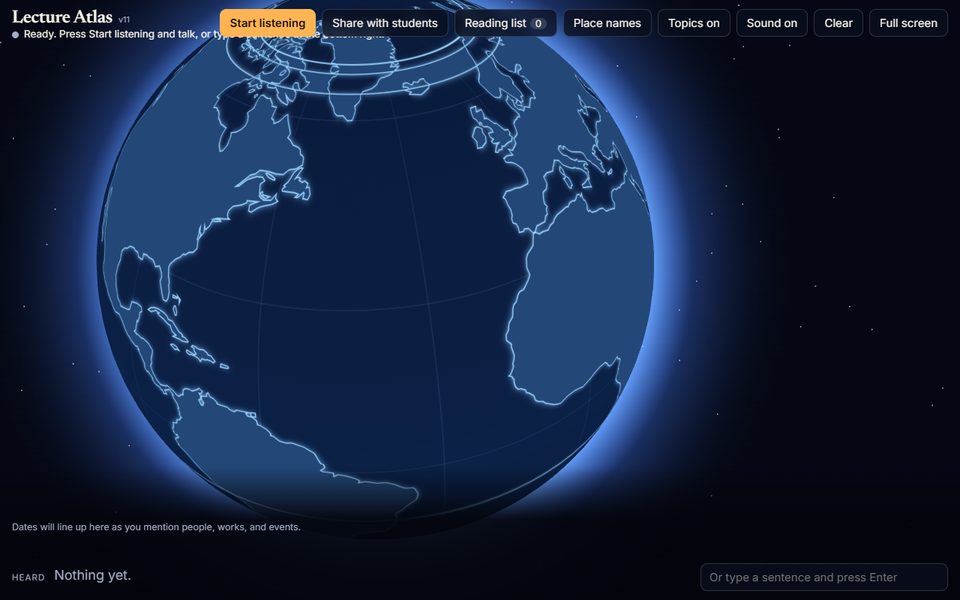 Lecture Atlas v11
Start listening
Share with students
Reading list 0
Place names
Topics on
Sound on
Clear
Full screen
Ready. Press Start listening and talk, or
Dates will line up here as you mention people, works, and events.
HEARD Nothing yet.
Or type a sentence and press Enter